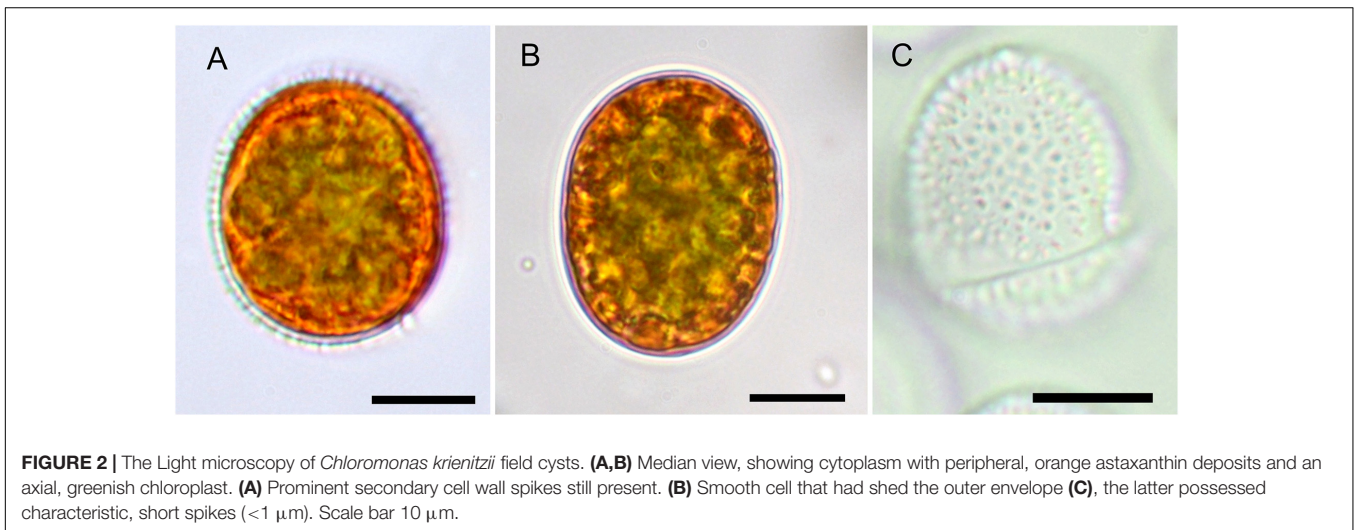 A
B
C
FIGURE 2 | The Light microscopy of Chloromonas krienitzii field cysts. (A,B) Median view, showing cytoplasm with peripheral, orange astaxanthin deposits and an
axial, greenish chloroplast. (A) Prominent secondary cell wall spikes still present. (B) Smooth cell that had shed the outer envelope (C), the latter possessed
characteristic, short spikes (<1 μm). Scale bar 10 μm.